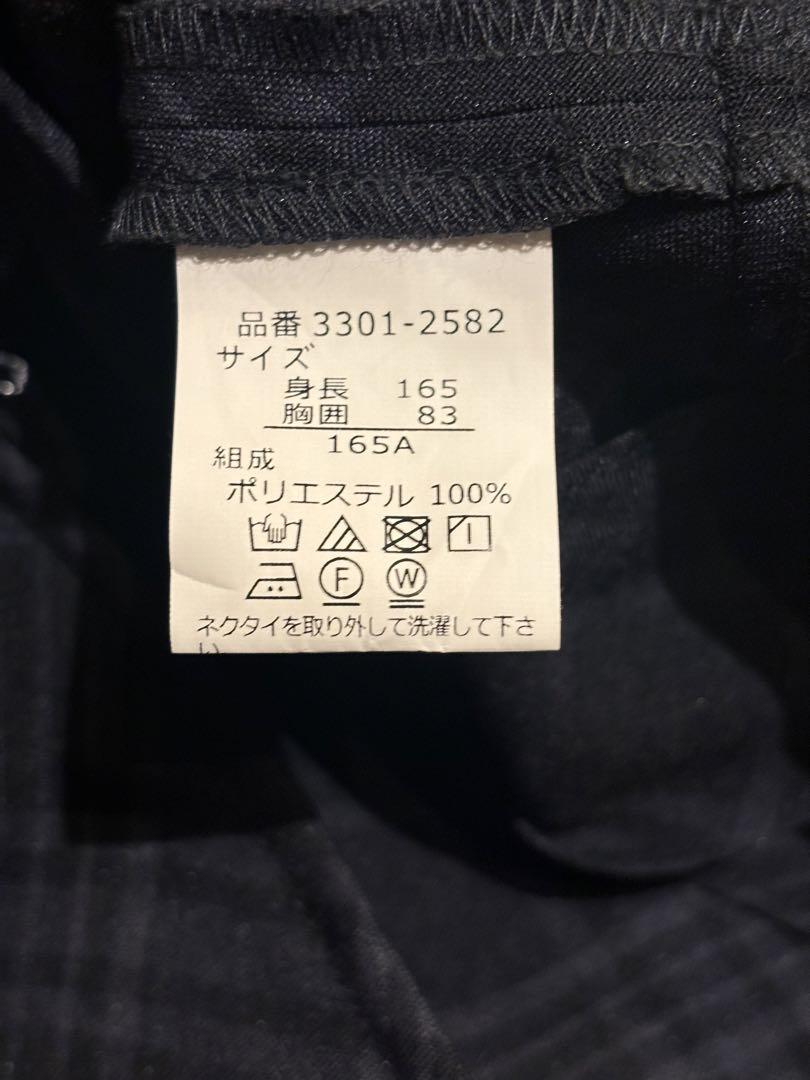 品番 3301-2582
サイズ
身長 165
胸囲 83
165A
組成
ポリエステル 100%
F W
ネクタイを取り外して洗濯して下さ
い